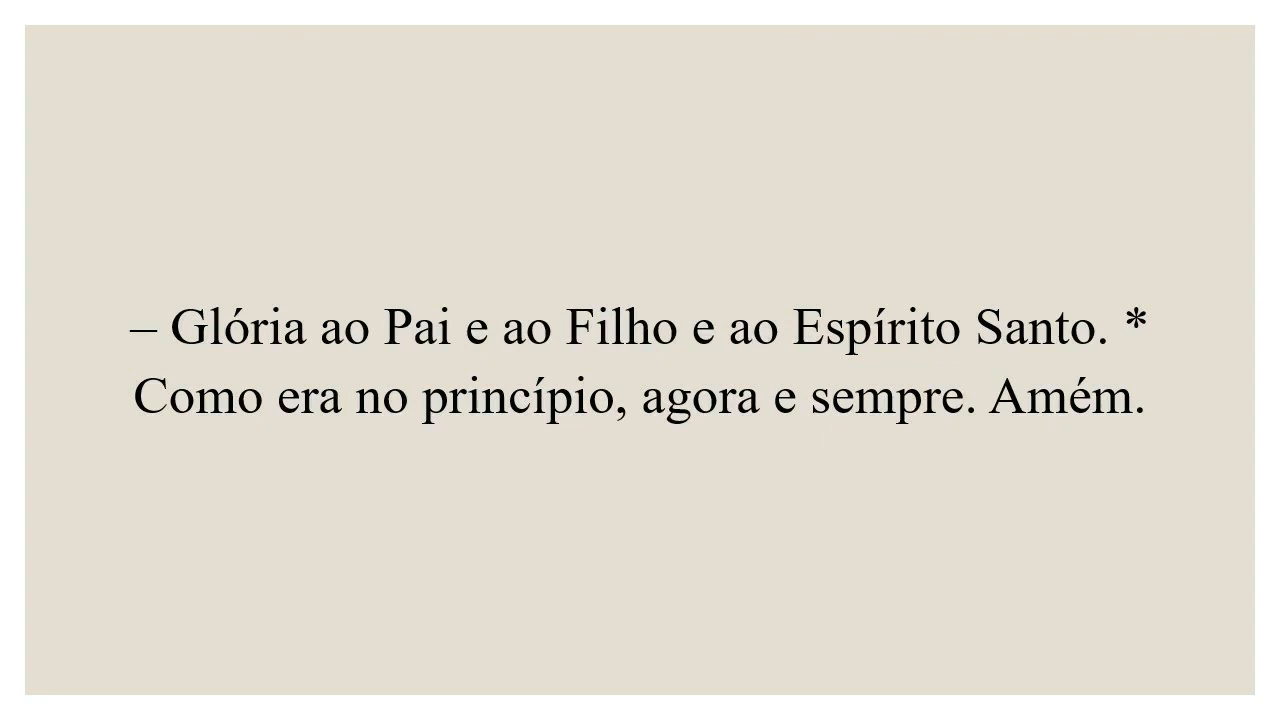 – Glória ao Pai e ao Filho e ao Espírito Santo. *
Como era no princípio, agora e sempre. Amém.